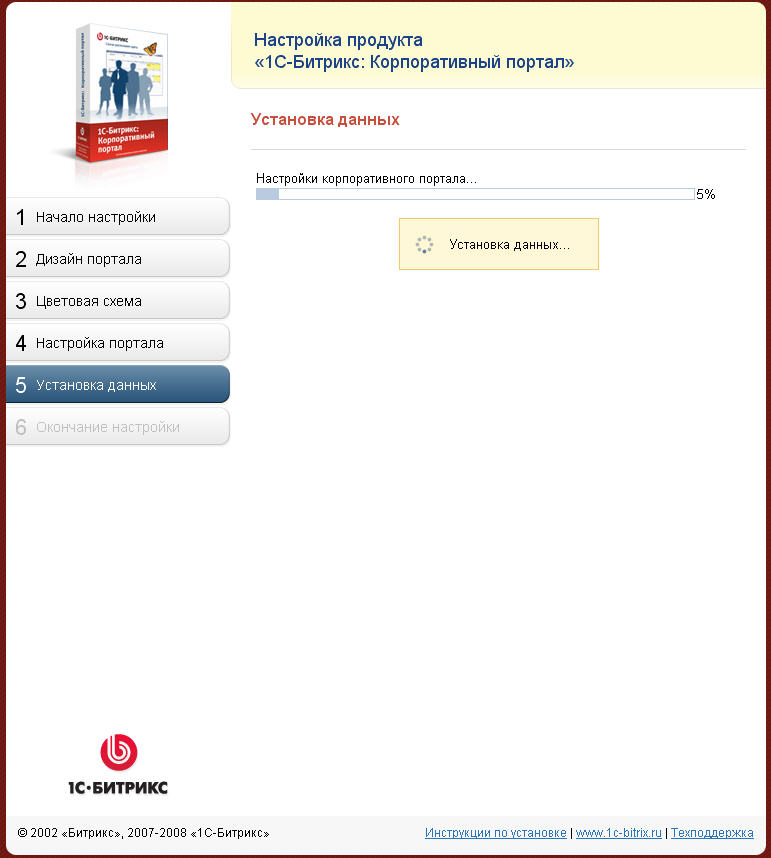 1С-БИТРИКС
1С-Битрикс:
Корпоративный
портал
Настройка продукта
«1С-Битрикс: Корпоративный портал»
1 Начало настройки
2 Дизайн портала
3 Цветовая схема
4 Настройка портала
5 Установка данных
6 Окончание настройки
Установка данных
Настройки корпоративного портала...
5%
Установка данных...
1С·БИТРИКС
© 2002 «Битрикс», 2007-2008 «1С-Битрикс»
Инструкции по установке | www.1c-bitrix.ru | Техподдержка